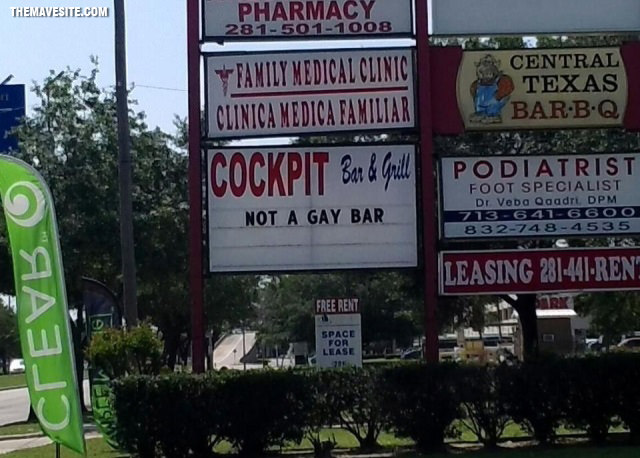 THEMAVESITE.COM
PHARMACY
281-501-1008
FAMILY MEDICAL CLINIC
CLINICA MEDICA FAMILIAR
CENTRAL
TEXAS
BAR·B·Q
COCKPIT Bar & Grill
NOT A GAY BAR
PODIATRIST
FOOT SPECIALIST
Dr. Veba Qaadri, DPM
713-641-6600
832-748-4535
LEASING 281-441-RENT
FREE RENT
SPACE
FOR
LEASE
CLEAR